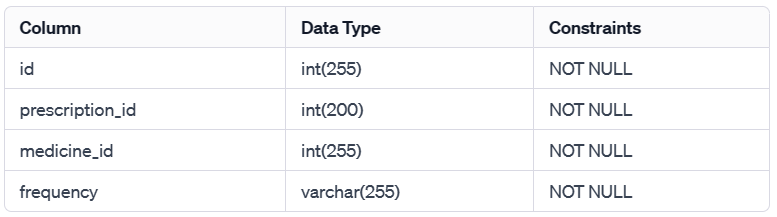 Column Data Type Constraints
id int(255) NOT NULL
prescription_id int(200) NOT NULL
medicine_id int(255) NOT NULL
frequency varchar(255) NOT NULL